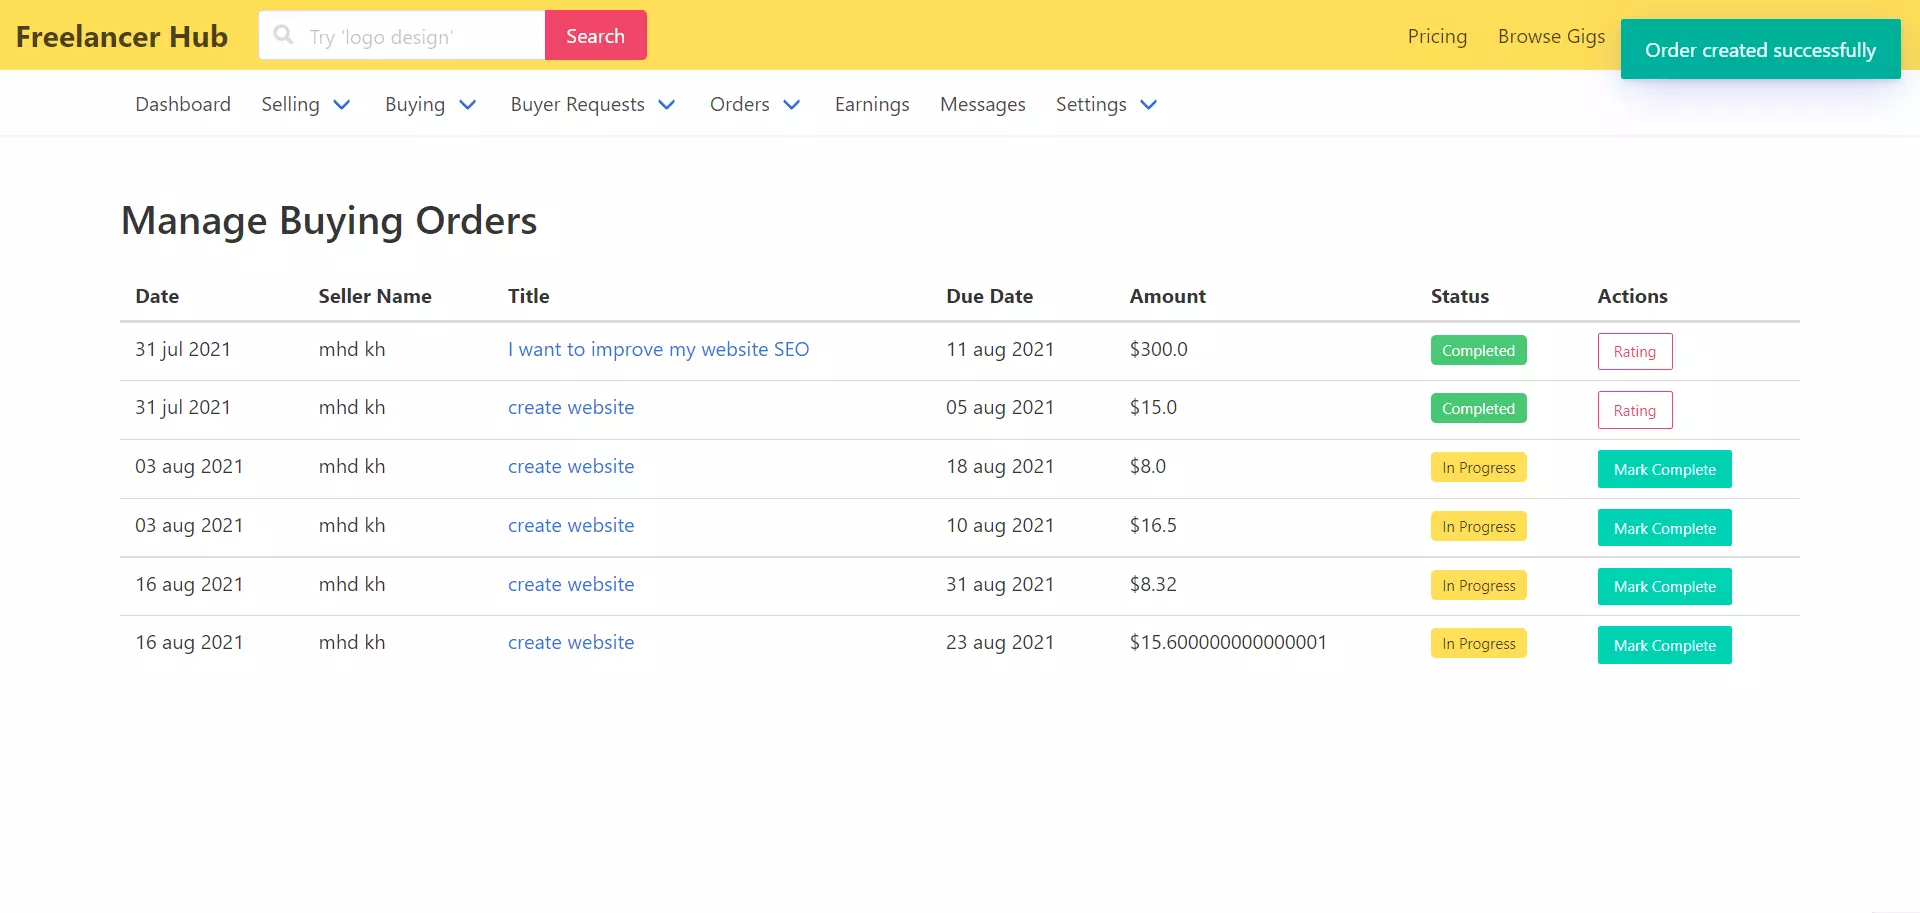 Freelancer Hub Try 'logo design' Search Pricing Browse Gigs Order created successfully
Dashboard Selling Buying Buyer Requests Orders Earnings Messages Settings
Manage Buying Orders
Date Seller Name Title Due Date Amount Status Actions
31 jul 2021 mhd kh I want to improve my website SEO 11 aug 2021 $300.0 Completed Rating
31 jul 2021 mhd kh create website 05 aug 2021 $15.0 Completed Rating
03 aug 2021 mhd kh create website 18 aug 2021 $8.0 In Progress Mark Complete
03 aug 2021 mhd kh create website 10 aug 2021 $16.5 In Progress Mark Complete
16 aug 2021 mhd kh create website 31 aug 2021 $8.32 In Progress Mark Complete
16 aug 2021 mhd kh create website 23 aug 2021 $15.600000000000001 In Progress Mark Complete